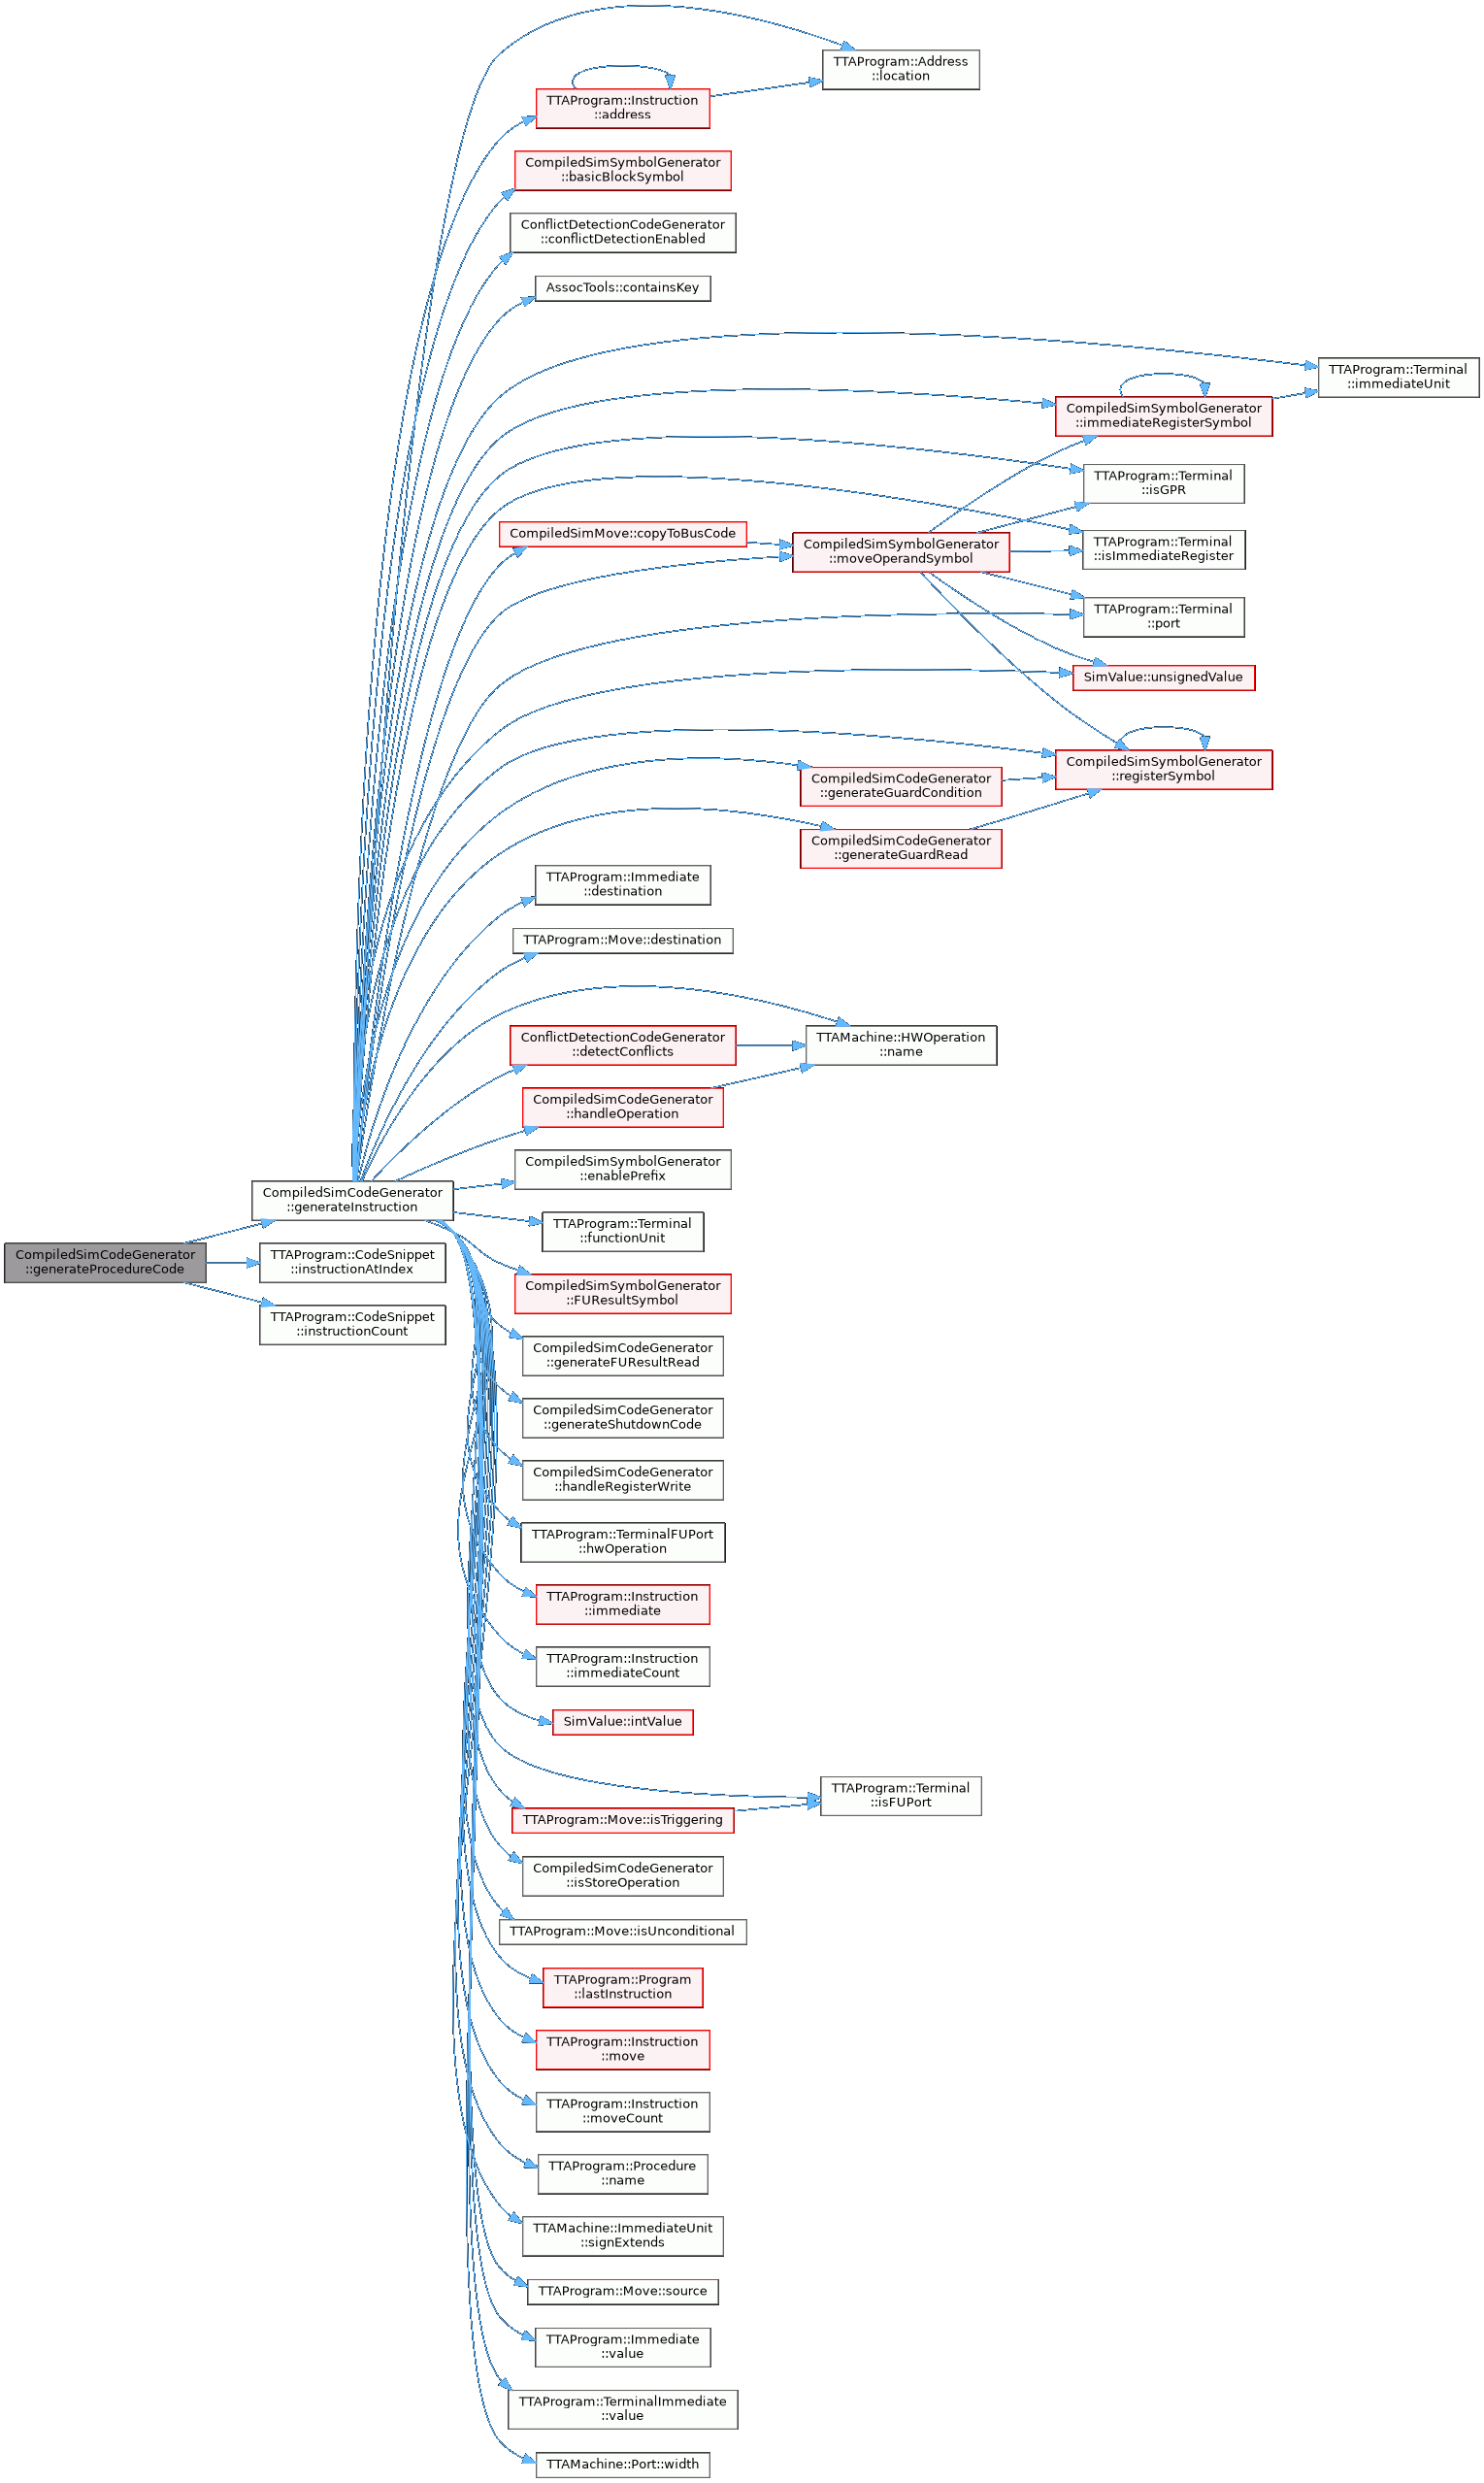 TTAProgram::Address
::location
TTAProgram::Instruction
::address
CompiledSimSymbolGenerator
::basicBlockSymbol
ConflictDetectionCodeGenerator
::conflictDetectionEnabled
AssocTools::containsKey
TTAProgram::Terminal
::immediateUnit
CompiledSimSymbolGenerator
::immediateRegisterSymbol
TTAProgram::Terminal
::isGPR
CompiledSimMove::copyToBusCode
CompiledSimSymbolGenerator
::moveOperandSymbol
TTAProgram::Terminal
::isImmediateRegister
TTAProgram::Terminal
::port
SimValue::unsignedValue
CompiledSimSymbolGenerator
::registerSymbol
CompiledSimCodeGenerator
::generateGuardCondition
CompiledSimCodeGenerator
::generateGuardRead
TTAProgram::Immediate
::destination
TTAProgram::Move::destination
ConflictDetectionCodeGenerator
::detectConflicts
TTAMachine::HWOperation
::name
CompiledSimCodeGenerator
::handleOperation
CompiledSimSymbolGenerator
::enablePrefix
CompiledSimCodeGenerator
::generateInstruction
TTAProgram::Terminal
::functionUnit
CompiledSimCodeGenerator
::generateProcedureCode
TTAProgram::CodeSnippet
::instructionAtIndex
CompiledSimSymbolGenerator
::FUResultSymbol
TTAProgram::CodeSnippet
::instructionCount
CompiledSimCodeGenerator
::generateFUResultRead
CompiledSimCodeGenerator
::generateShutdownCode
CompiledSimCodeGenerator
::handleRegisterWrite
TTAProgram::TerminalFUPort
::hwOperation
TTAProgram::Instruction
::immediate
TTAProgram::Instruction
::immediateCount
SimValue::intValue
TTAProgram::Terminal
::isFUPort
TTAProgram::Move::isTriggering
CompiledSimCodeGenerator
::isStoreOperation
TTAProgram::Move::isUnconditional
TTAProgram::Program
::lastInstruction
TTAProgram::Instruction
::move
TTAProgram::Instruction
::moveCount
TTAProgram::Procedure
::name
TTAMachine::ImmediateUnit
::signExtends
TTAProgram::Move::source
TTAProgram::Immediate
::value
TTAProgram::TerminalImmediate
::value
TTAMachine::Port::width